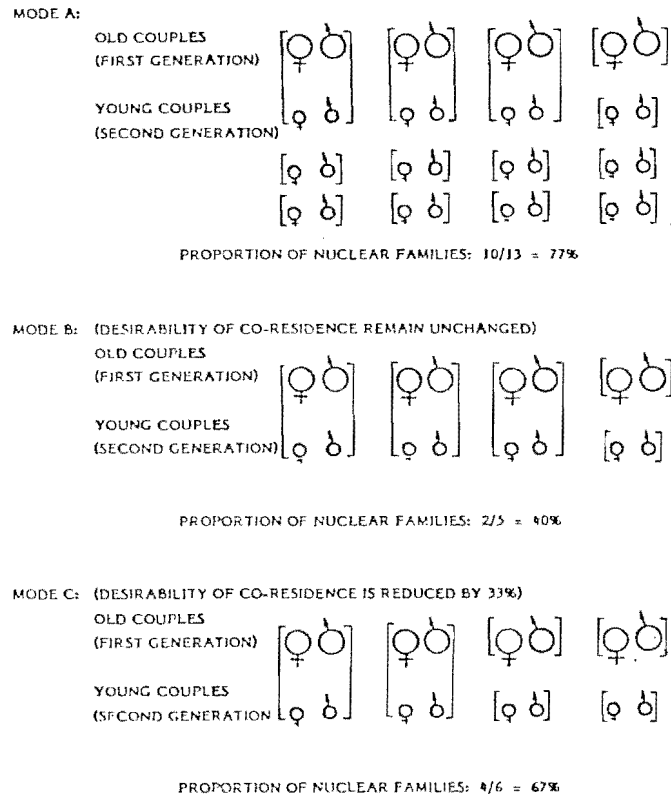 MODE A:
OLD COUPLES
(FIRST GENERATION)
YOUNG COUPLES
(SECOND GENERATION)
PROPORTION OF NUCLEAR FAMILIES: 10/13 = 77%
MODE B: (DESIRABILITY OF CO-RESIDENCE REMAIN UNCHANGED)
OLD COUPLES
(FIRST GENERATION)
YOUNG COUPLES
(SECOND GENERATION)
PROPORTION OF NUCLEAR FAMILIES: 2/5 = 40%
MODE C: (DESIRABILITY OF CO-RESIDENCE IS REDUCED BY 33%)
OLD COUPLES
(FIRST GENERATION)
YOUNG COUPLES
(SECOND GENERATION
PROPORTION OF NUCLEAR FAMILIES: 4/6 = 67%